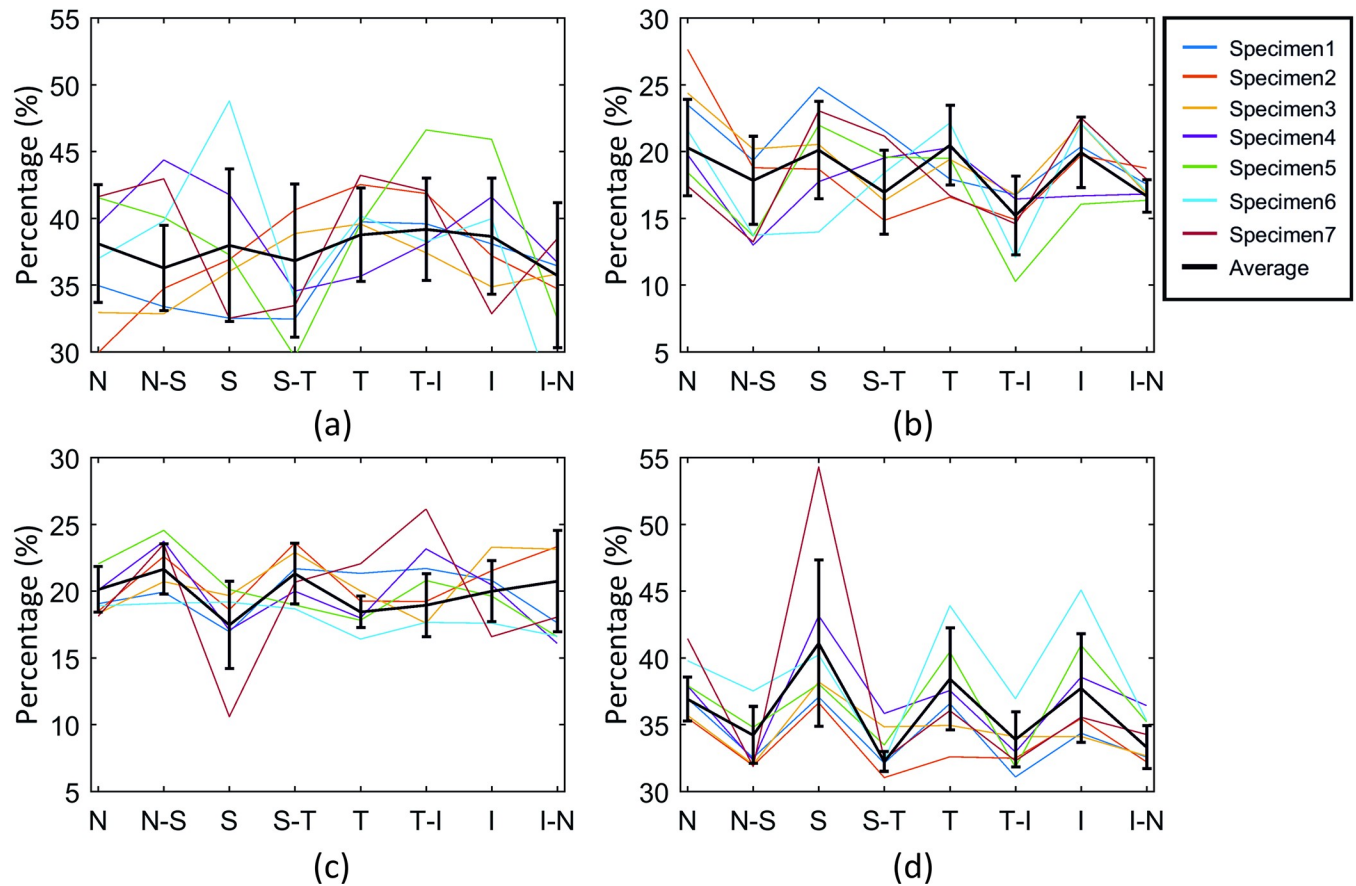 55
50
45
40
35
30
Percentage (%)
N N-S S S-T T T-I I I-N
(a)
30
25
20
15
10
5
Percentage (%)
N N-S S S-T T T-I I I-N
(b)
Specimen1
Specimen2
Specimen3
Specimen4
Specimen5
Specimen6
Specimen7
Average
30
25
20
15
10
5
Percentage (%)
N N-S S S-T T T-I I I-N
(c)
55
50
45
40
35
30
Percentage (%)
N N-S S S-T T T-I I I-N
(d)